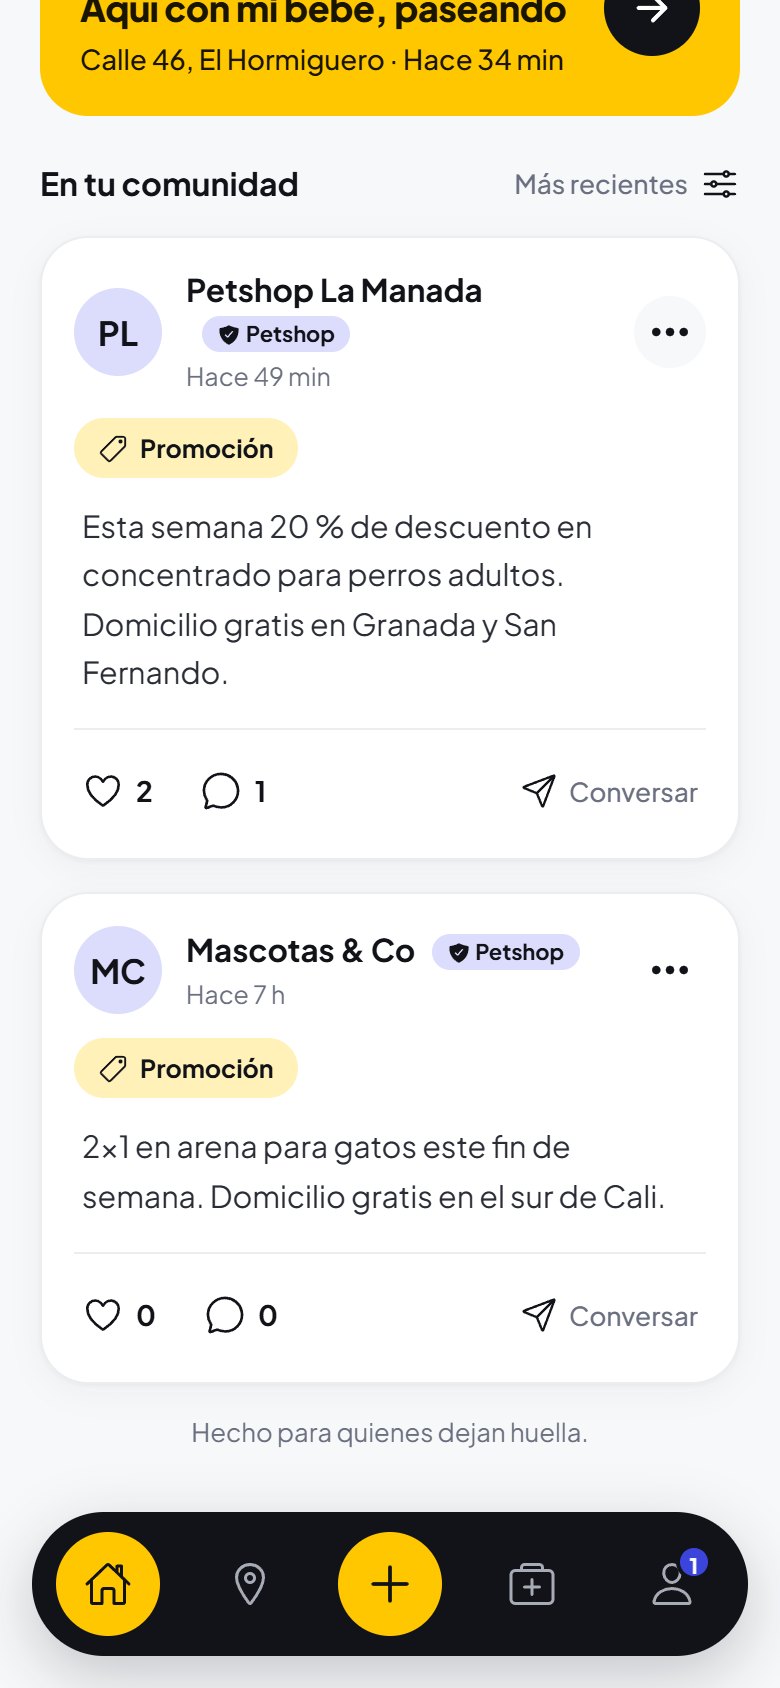 Aquí con mi bebé, paseando
Calle 46, El Hormiguero · Hace 34 min
En tu comunidad
Más recientes
PL
Petshop La Manada
Petshop
Hace 49 min
Promoción
Esta semana 20 % de descuento en
concentrado para perros adultos.
Domicilio gratis en Granada y San
Fernando.
2
1
Conversar
MC
Mascotas & Co
Petshop
Hace 7 h
Promoción
2×1 en arena para gatos este fin de
semana. Domicilio gratis en el sur de Cali.
0
0
Conversar
Hecho para quienes dejan huella.
1